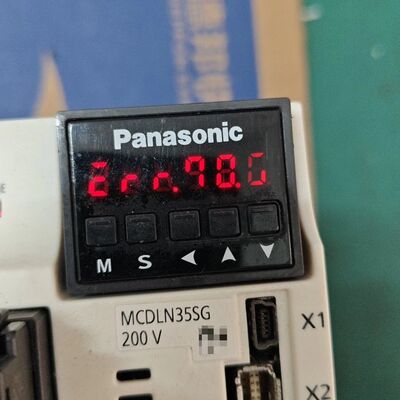 Panasonic
Err.98.0
M S ◀ ▲ ▼
MCDLN35SG
200 V
X1
X2